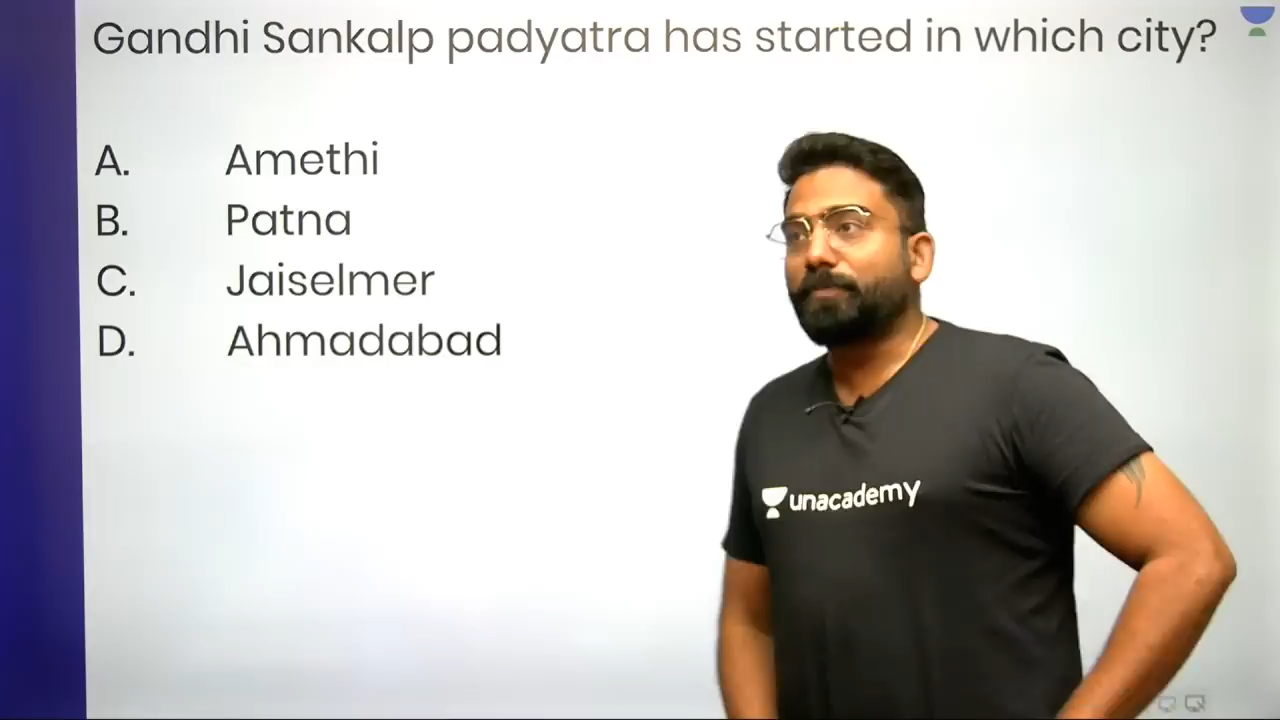 Gandhi Sankalp padyatra has started in which city?
A. Amethi
B. Patna
C. Jaiselmer
D. Ahmadabad
unacademy